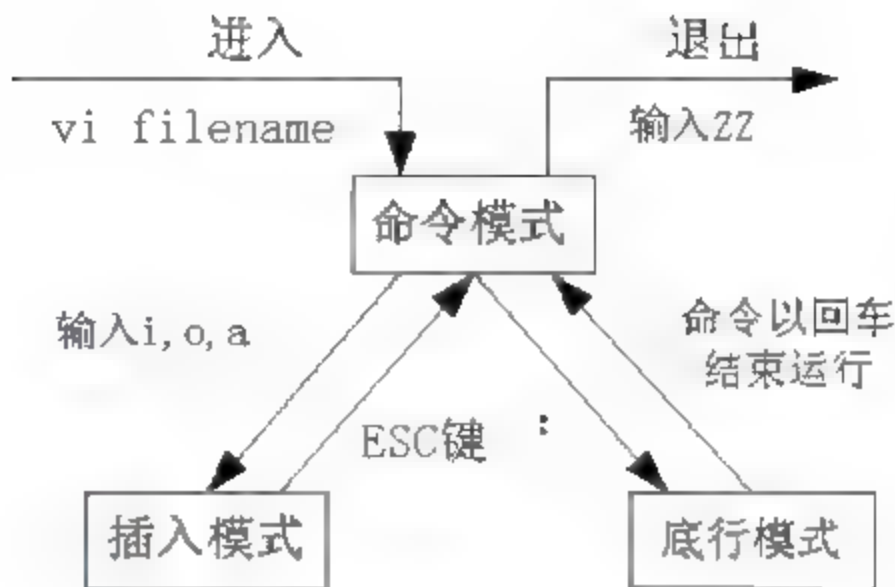 进入
退出
vi filename
输入ZZ
命令模式
输入i,o,a
命令以回车
结束运行
ESC键
:
插入模式
底行模式